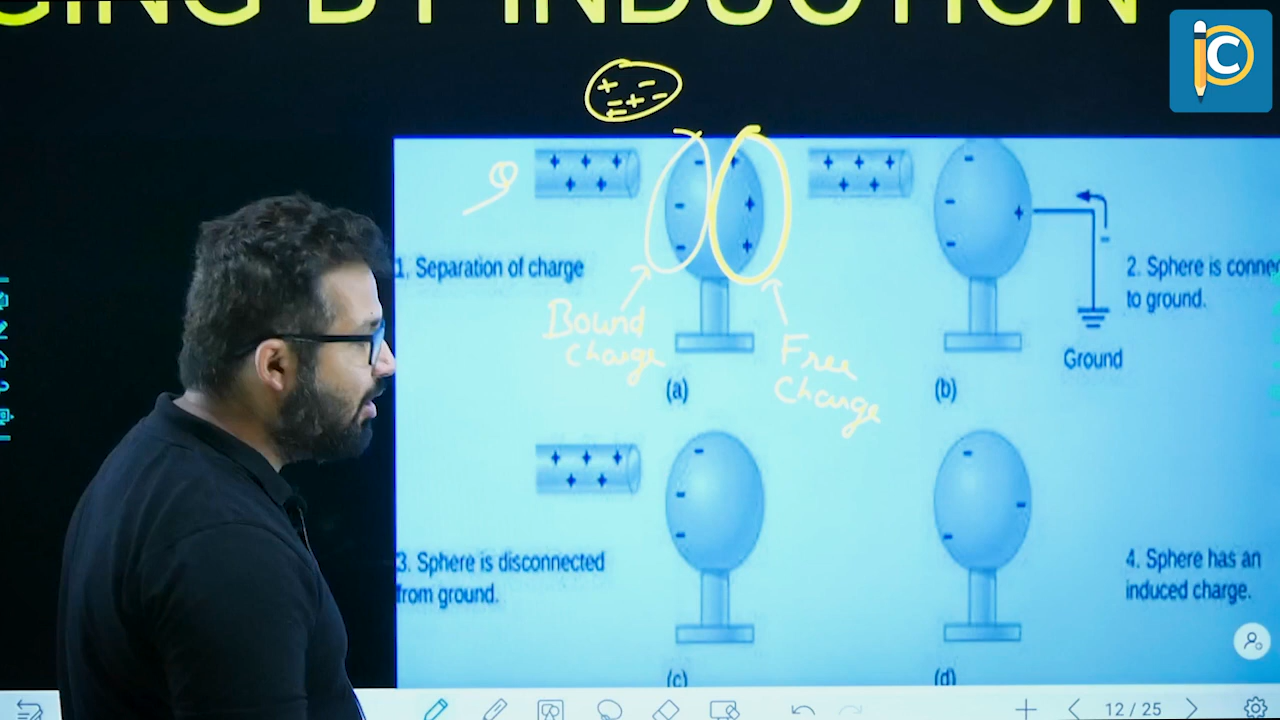 GING BY INDUCTION
1. Separation of charge
Bound
Charge
Free
Charge
(a)
2. Sphere is conne
to ground.
Ground
(b)
3. Sphere is disconnected
from ground.
(c)
4. Sphere has an
induced charge.
(d)
12 / 25